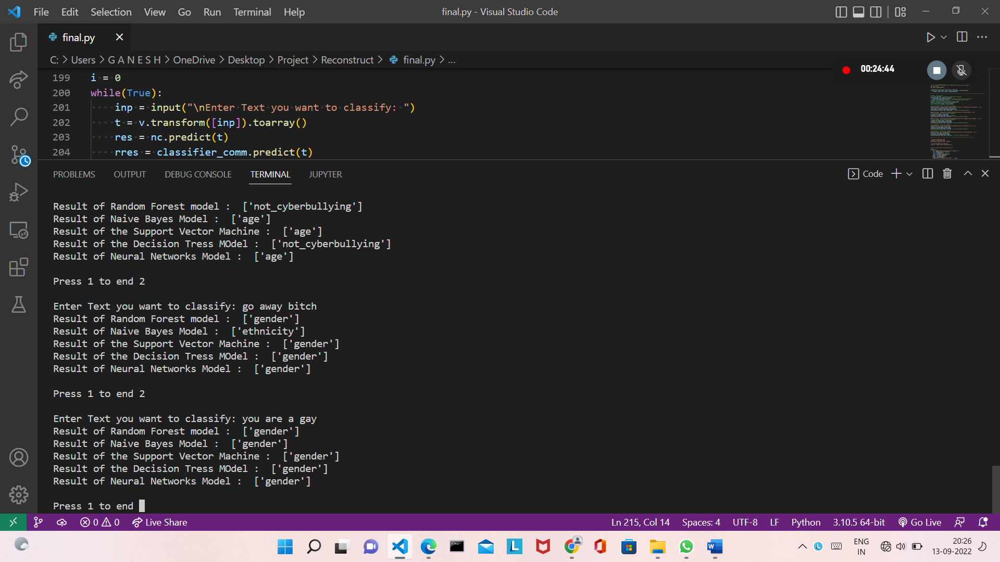 File Edit Selection View Go Run Terminal Help
final.py - Visual Studio Code
final.py
C: > Users > G A N E S H > OneDrive > Desktop > Project > Reconstruct > final.py > ...
00:24:44
199 i = 0
200 while(True):
201 inp = input("\nEnter Text you want to classify: ")
202 t = v.transform([inp]).toarray()
203 res = nc.predict(t)
204 rres = classifier_comm.predict(t)
PROBLEMS OUTPUT DEBUG CONSOLE TERMINAL JUPYTER
Code
Result of Random Forest model :  ['not_cyberbullying']
Result of Naive Bayes Model :  ['age']
Result of the Support Vector Machine :  ['age']
Result of the Decision Tress MOdel :  ['not_cyberbullying']
Result of Neural Networks Model :  ['age']
Press 1 to end 2
Enter Text you want to classify: go away bitch
Result of Random Forest model :  ['gender']
Result of Naive Bayes Model :  ['ethnicity']
Result of the Support Vector Machine :  ['gender']
Result of the Decision Tress MOdel :  ['gender']
Result of Neural Networks Model :  ['gender']
Press 1 to end 2
Enter Text you want to classify: you are a gay
Result of Random Forest model :  ['gender']
Result of Naive Bayes Model :  ['gender']
Result of the Support Vector Machine :  ['gender']
Result of the Decision Tress MOdel :  ['gender']
Result of Neural Networks Model :  ['gender']
Press 1 to end
0 0 Live Share
Ln 215, Col 14 Spaces: 4 UTF-8 LF Python 3.10.5 64-bit Go Live
ENG
IN
20:26
13-09-2022